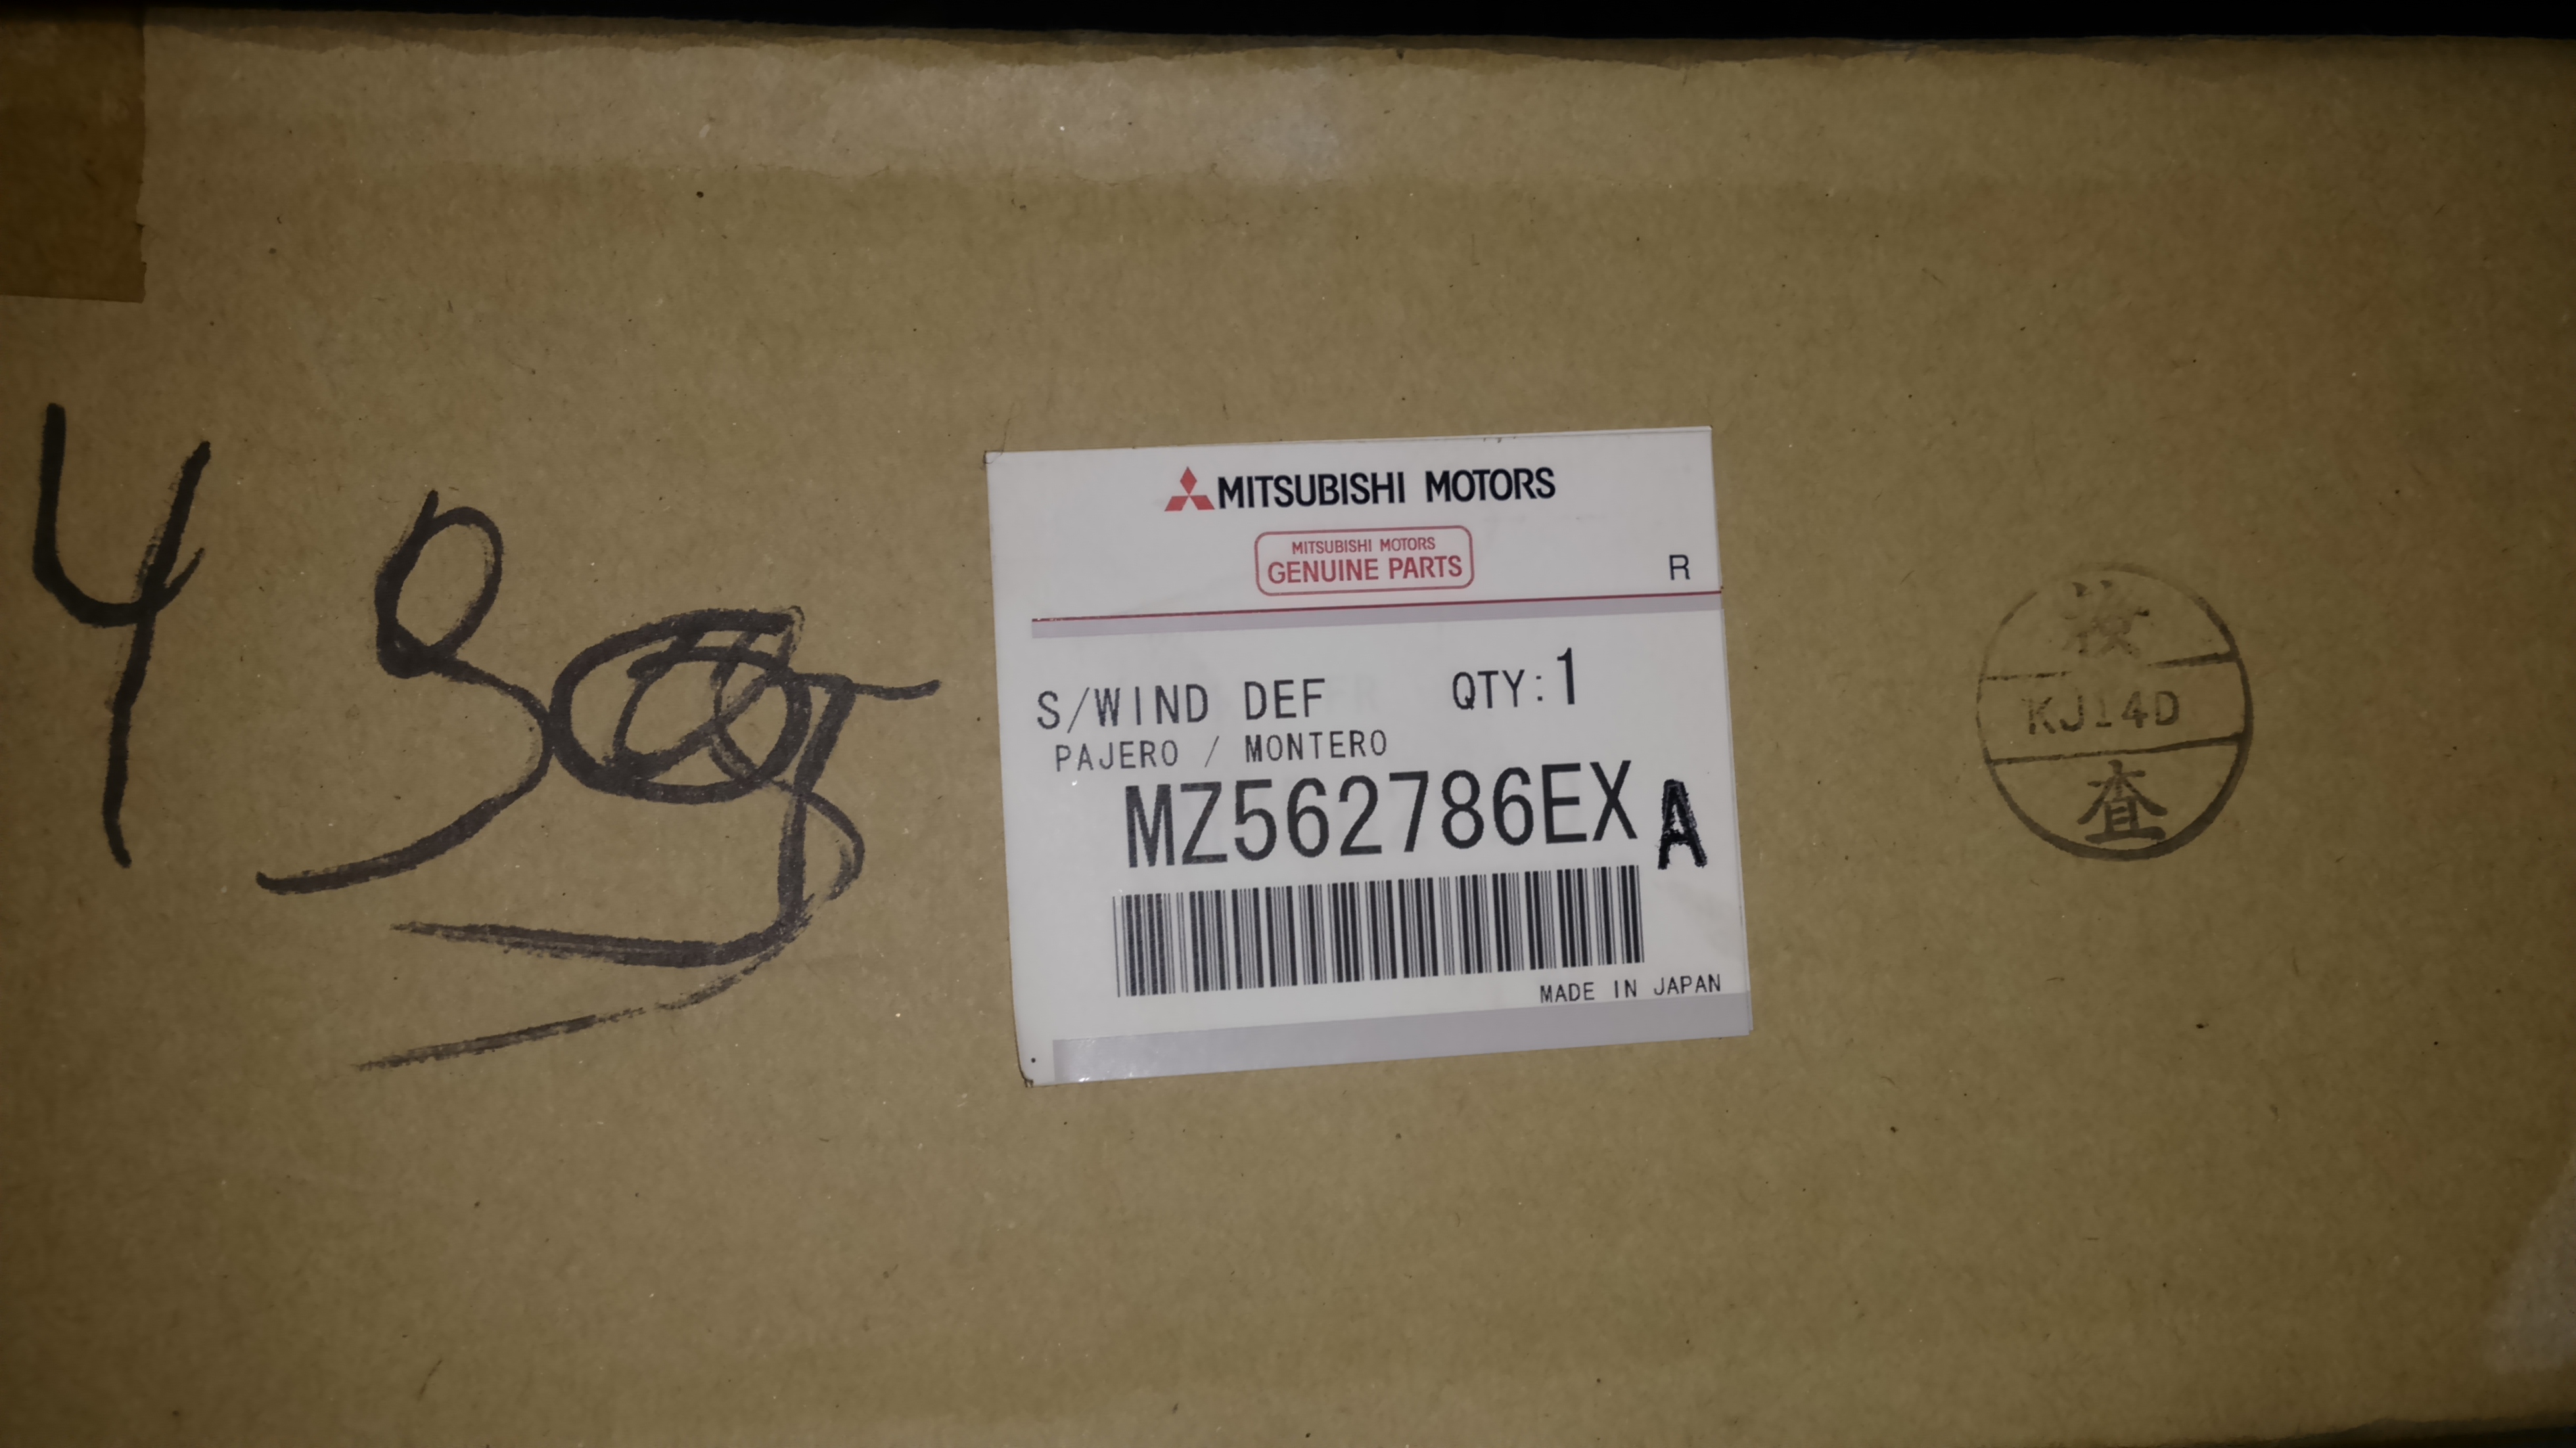 4
MITSUBISHI MOTORS
MITSUBISHI MOTORS
GENUINE PARTS
R
S/WIND DEF QTY:1
PAJERO / MONTERO
MZ562786EX A
MADE IN JAPAN
検
KJ14D
査